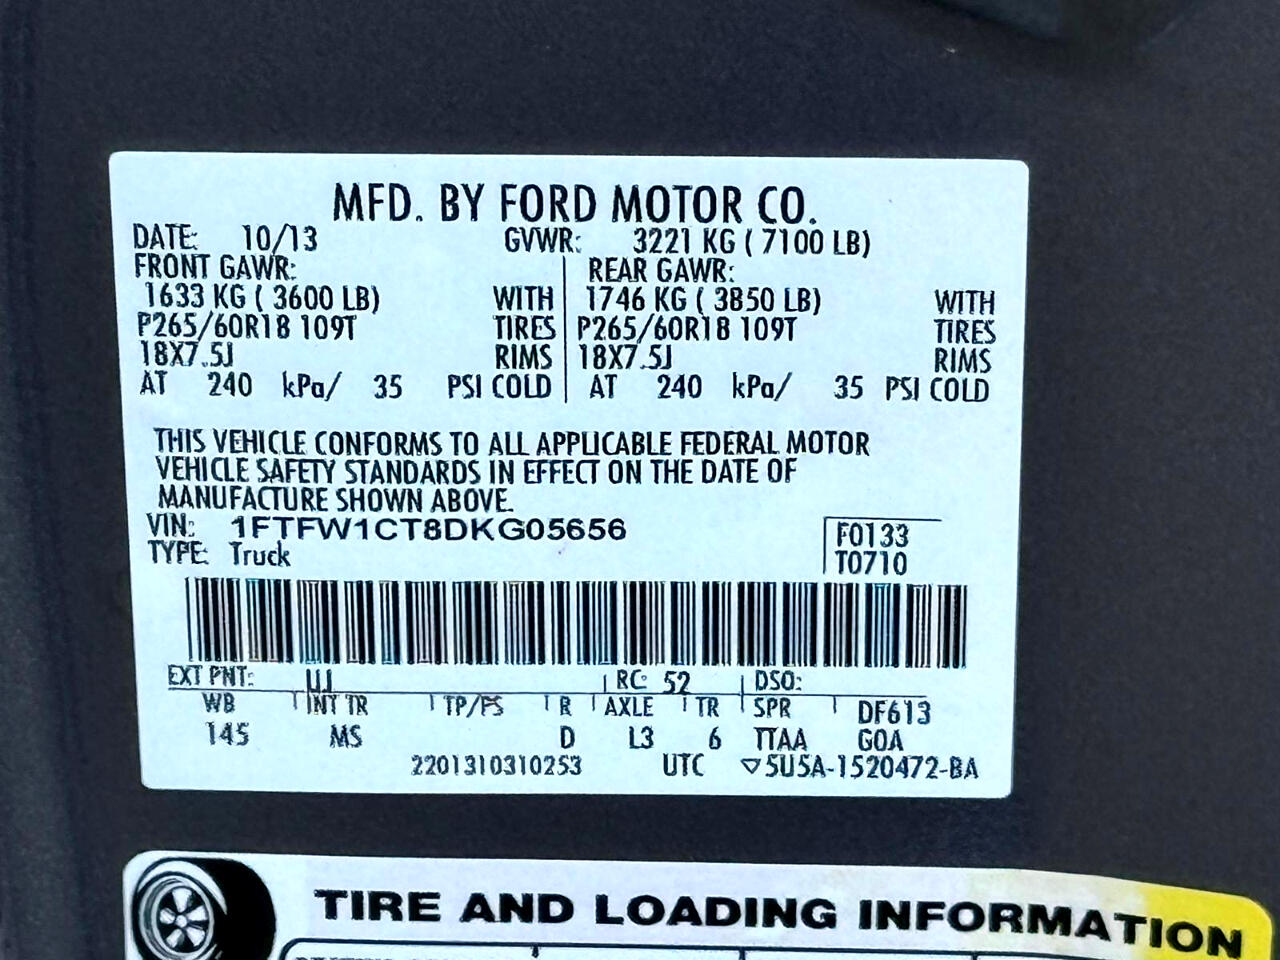 MFD. BY FORD MOTOR CO.
DATE: 10/13 GVWR: 3221 KG ( 7100 LB)
FRONT GAWR: REAR GAWR:
1633 KG ( 3600 LB) WITH 1746 KG ( 3850 LB) WITH
P265/60R18 109T TIRES P265/60R18 109T TIRES
18X7.5J RIMS 18X7.5J RIMS
AT 240 kPa/ 35 PSI COLD AT 240 kPa/ 35 PSI COLD
THIS VEHICLE CONFORMS TO ALL APPLICABLE FEDERAL MOTOR
VEHICLE SAFETY STANDARDS IN EFFECT ON THE DATE OF
MANUFACTURE SHOWN ABOVE.
VIN: 1FTFW1CT8DKG05656 F0133
TYPE: Truck T0710
EXT PNT: UJ RC: 52 DSO:
WB INT TR TP/PS R AXLE TR SPR DF613
145 MS D L3 6 TTAA GOA
2201310310253 UTC ▽5U5A-1520472-BA
TIRE AND LOADING INFORMATION